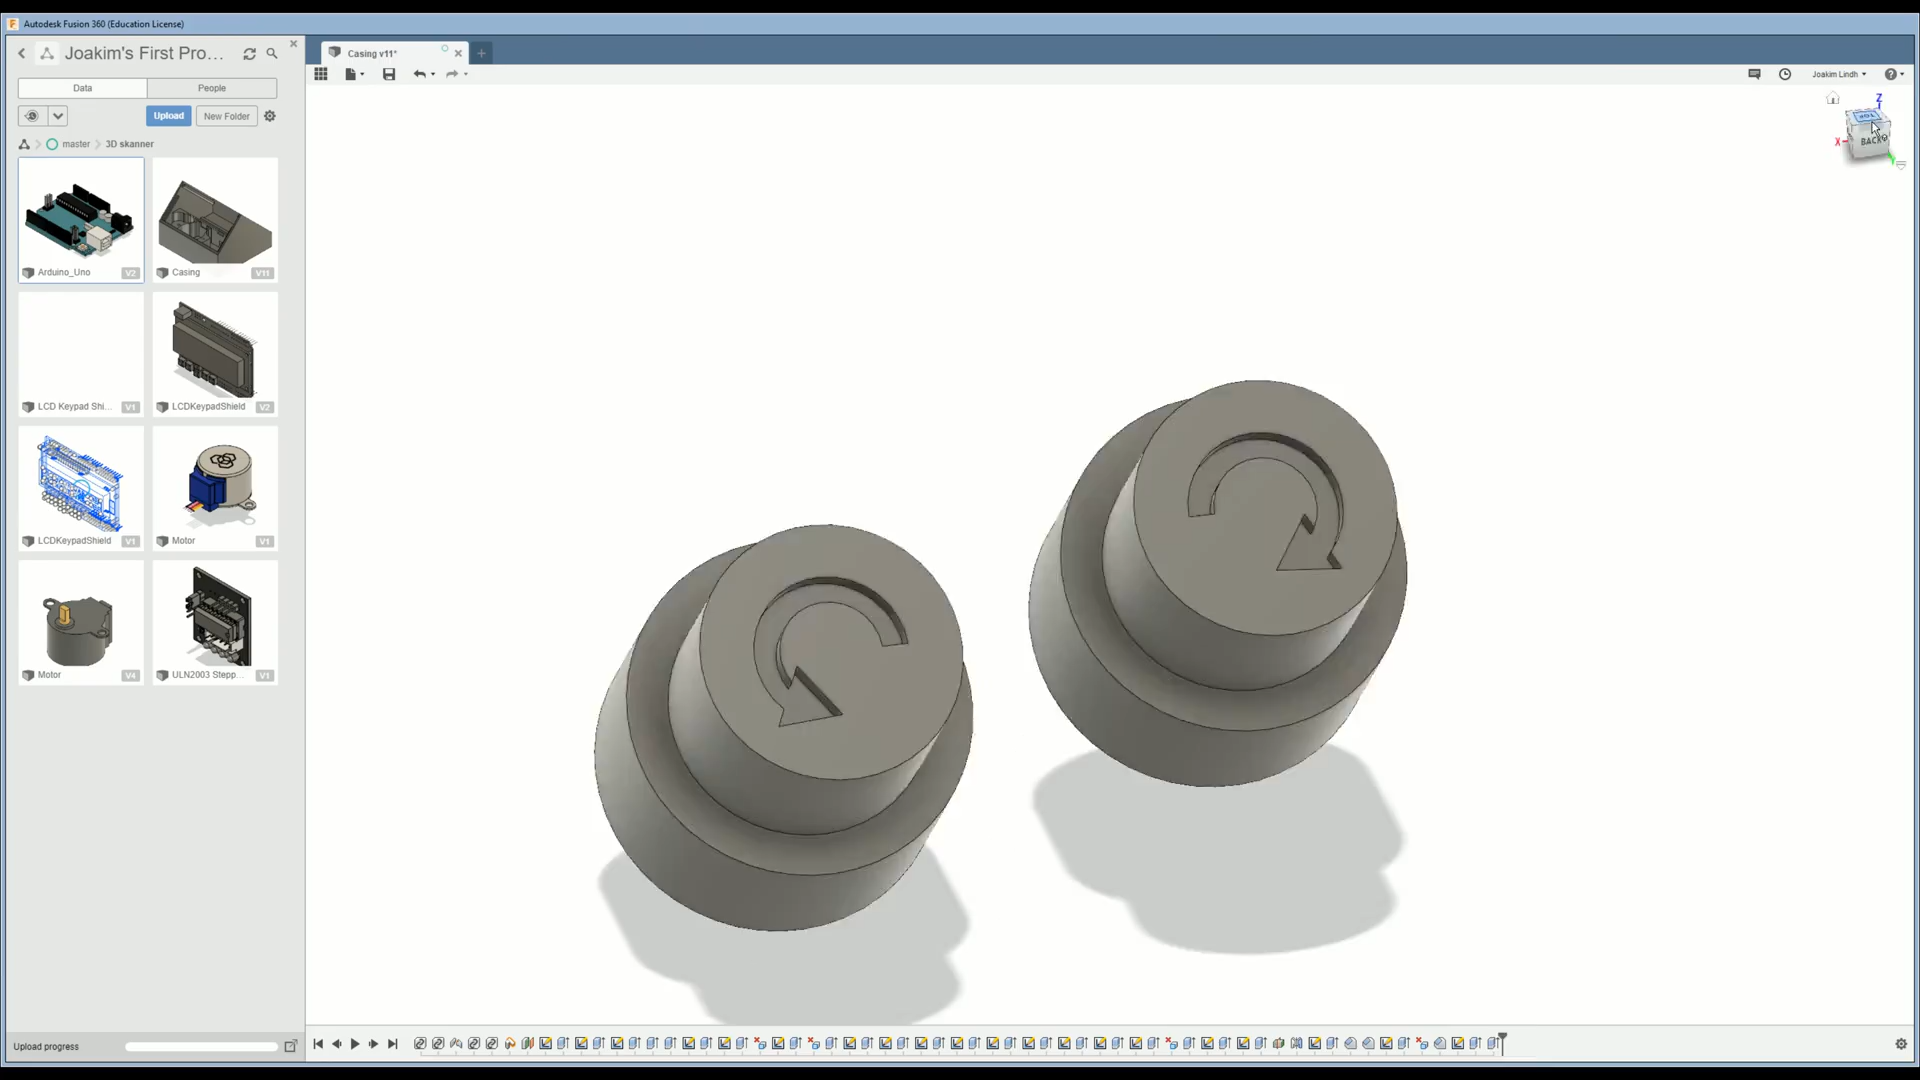 Autodesk Fusion 360 (Education License)
Joakim's First Pro...
Casing v11*
Joakim Lindh
Data
People
Upload
New Folder
master
3D skanner
Z
X
BACK
TOP
Arduino_Uno
V2
Casing
V11
LCD Keypad Shi...
V1
LCDKeypadShield
V2
LCDKeypadShield
V1
Motor
V1
Motor
V4
ULN2003 Stepp...
V1
Upload progress